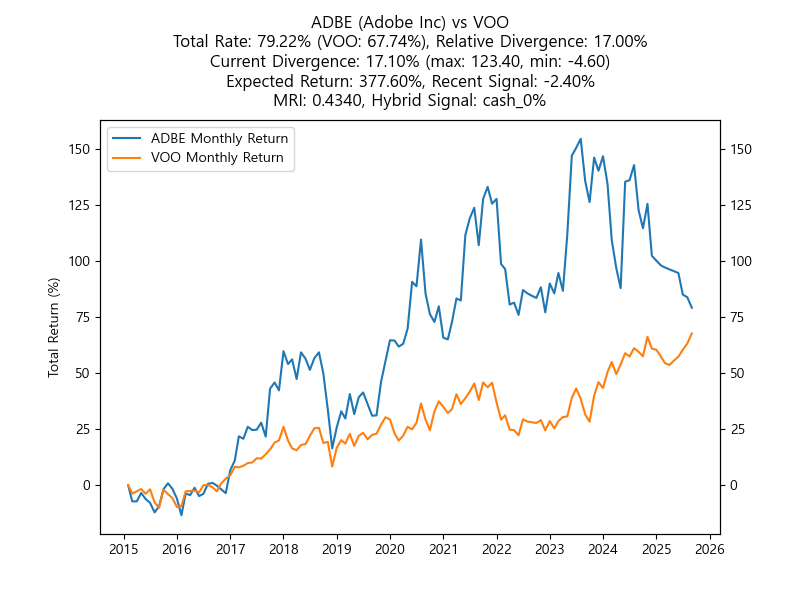 ADBE (Adobe Inc) vs VOO
Total Rate: 79.22% (VOO: 67.74%), Relative Divergence: 17.00%
Current Divergence: 17.10% (max: 123.40, min: -4.60)
Expected Return: 377.60%, Recent Signal: -2.40%
MRI: 0.4340, Hybrid Signal: cash_0%
ADBE Monthly Return
VOO Monthly Return
Total Return (%)
150
125
100
75
50
25
0
150
125
100
75
50
25
0
2015 2016 2017 2018 2019 2020 2021 2022 2023 2024 2025 2026